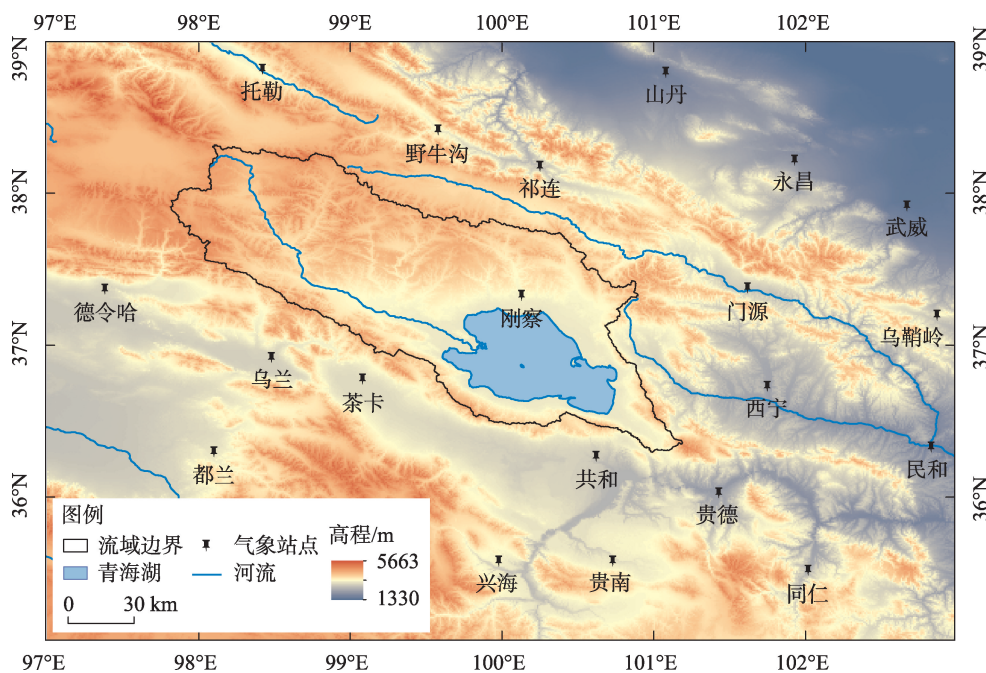 97°E 98°E 99°E 100°E 101°E 102°E
39°N 39°N
托勒
山丹
野牛沟
祁连
永昌
38°N 38°N
武威
德令哈
刚察
门源
乌鞘岭
37°N 37°N
乌兰
茶卡
西宁
都兰
共和
民和
36°N 36°N
贵德
兴海
贵南
同仁
图例
流域边界 气象站点
青海湖 河流
高程/m
5663
1330
0 30 km
97°E 98°E 99°E 100°E 101°E 102°E